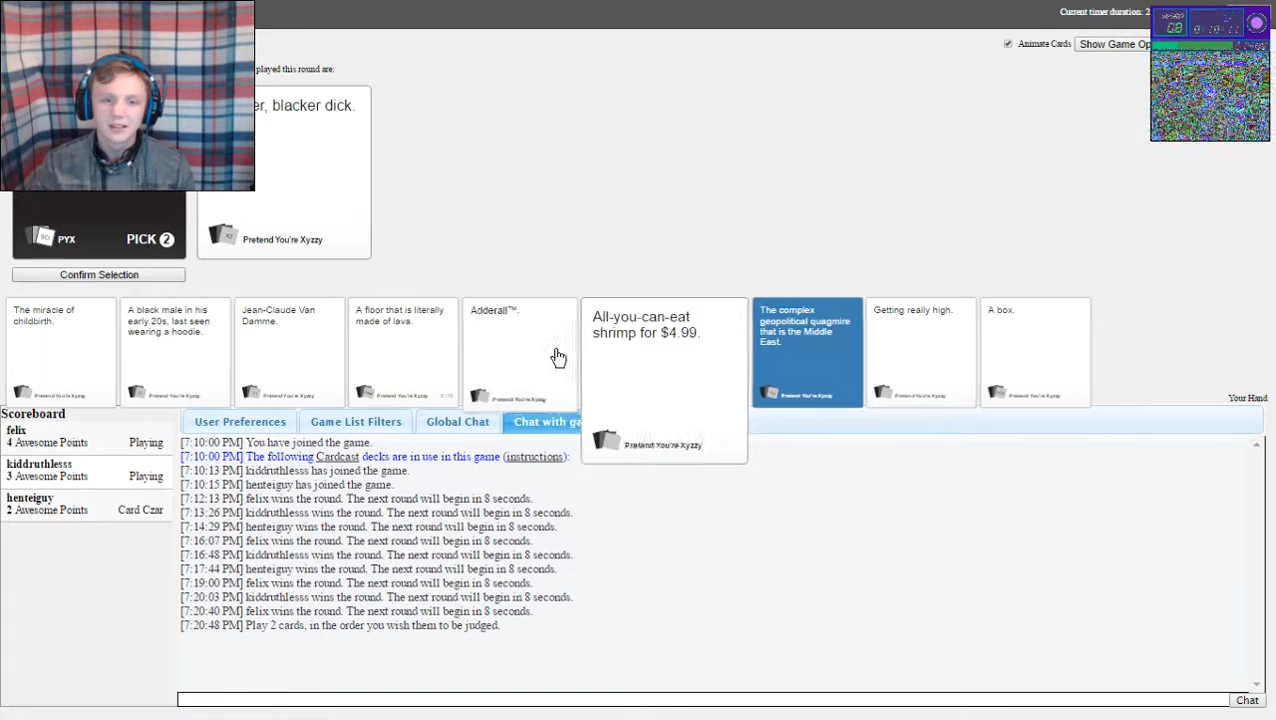 Current timer duration: 2
Animate Cards
Show Game Op
played this round are:
er, blacker dick.
PYX
PICK 2
Pretend You're Xyzzy
Confirm Selection
The miracle of
childbirth.
Pretend You're Xyzzy
A black male in his
early 20s, last seen
wearing a hoodie.
Pretend You're Xyzzy
Jean-Claude Van
Damme.
Pretend You're Xyzzy
A floor that is literally
made of lava.
Pretend You're Xyzzy
Adderall™.
Pretend You're Xyzzy
All-you-can-eat
shrimp for $4.99.
Pretend You're Xyzzy
The complex
geopolitical quagmire
that is the Middle
East.
Pretend You're Xyzzy
Getting really high.
Pretend You're Xyzzy
A box.
Pretend You're Xyzzy
Your Hand
Scoreboard
felix
4 Awesome Points Playing
kiddruthlesss
3 Awesome Points Playing
henteiguy
2 Awesome Points Card Czar
User Preferences
Game List Filters
Global Chat
Chat with ga
[7:10:00 PM] You have joined the game.
[7:10:00 PM] The following Cardcast decks are in use in this game (instructions):
[7:10:13 PM] kiddruthlesss has joined the game.
[7:10:15 PM] henteiguy has joined the game.
[7:12:13 PM] felix wins the round. The next round will begin in 8 seconds.
[7:13:26 PM] kiddruthlesss wins the round. The next round will begin in 8 seconds.
[7:14:29 PM] henteiguy wins the round. The next round will begin in 8 seconds.
[7:16:07 PM] felix wins the round. The next round will begin in 8 seconds.
[7:16:48 PM] kiddruthlesss wins the round. The next round will begin in 8 seconds.
[7:17:44 PM] henteiguy wins the round. The next round will begin in 8 seconds.
[7:19:00 PM] felix wins the round. The next round will begin in 8 seconds.
[7:20:03 PM] kiddruthlesss wins the round. The next round will begin in 8 seconds.
[7:20:40 PM] felix wins the round. The next round will begin in 8 seconds.
[7:20:48 PM] Play 2 cards, in the order you wish them to be judged.
Chat